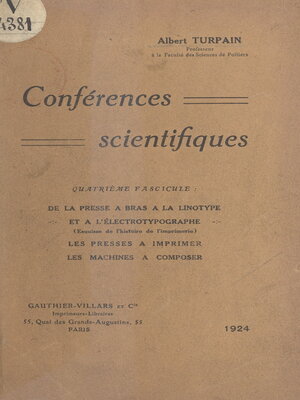 V
4381
Albert TURPAIN
Professeur
à la Faculté des Sciences de Poitiers
Conférences
scientifiques
QUATRIÈME FASCICULE :
DE LA PRESSE A BRAS A LA LINOTYPE
-:- ET A L'ÉLECTROTYPOGRAPHE -:-
(Esquisse de l'histoire de l'imprimerie)
LES PRESSES A IMPRIMER
LES MACHINES A COMPOSER
GAUTHIER-VILLARS ET Cie
Imprimeurs-Libraires
55, Quai des Grands-Augustins, 55
PARIS
1924